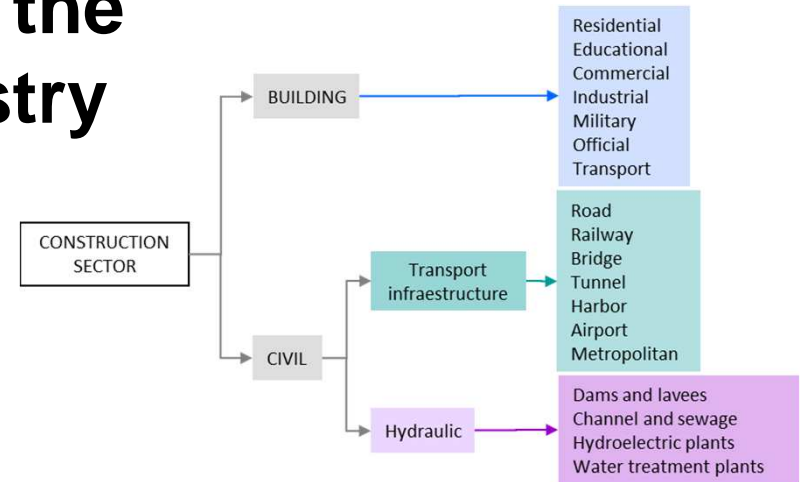 the
stry
BUILDING
Residential
Educational
Commercial
Industrial
Military
Official
Transport
CONSTRUCTION
SECTOR
CIVIL
Transport
infraestructure
Road
Railway
Bridge
Tunnel
Harbor
Airport
Metropolitan
Hydraulic
Dams and lavees
Channel and sewage
Hydroelectric plants
Water treatment plants